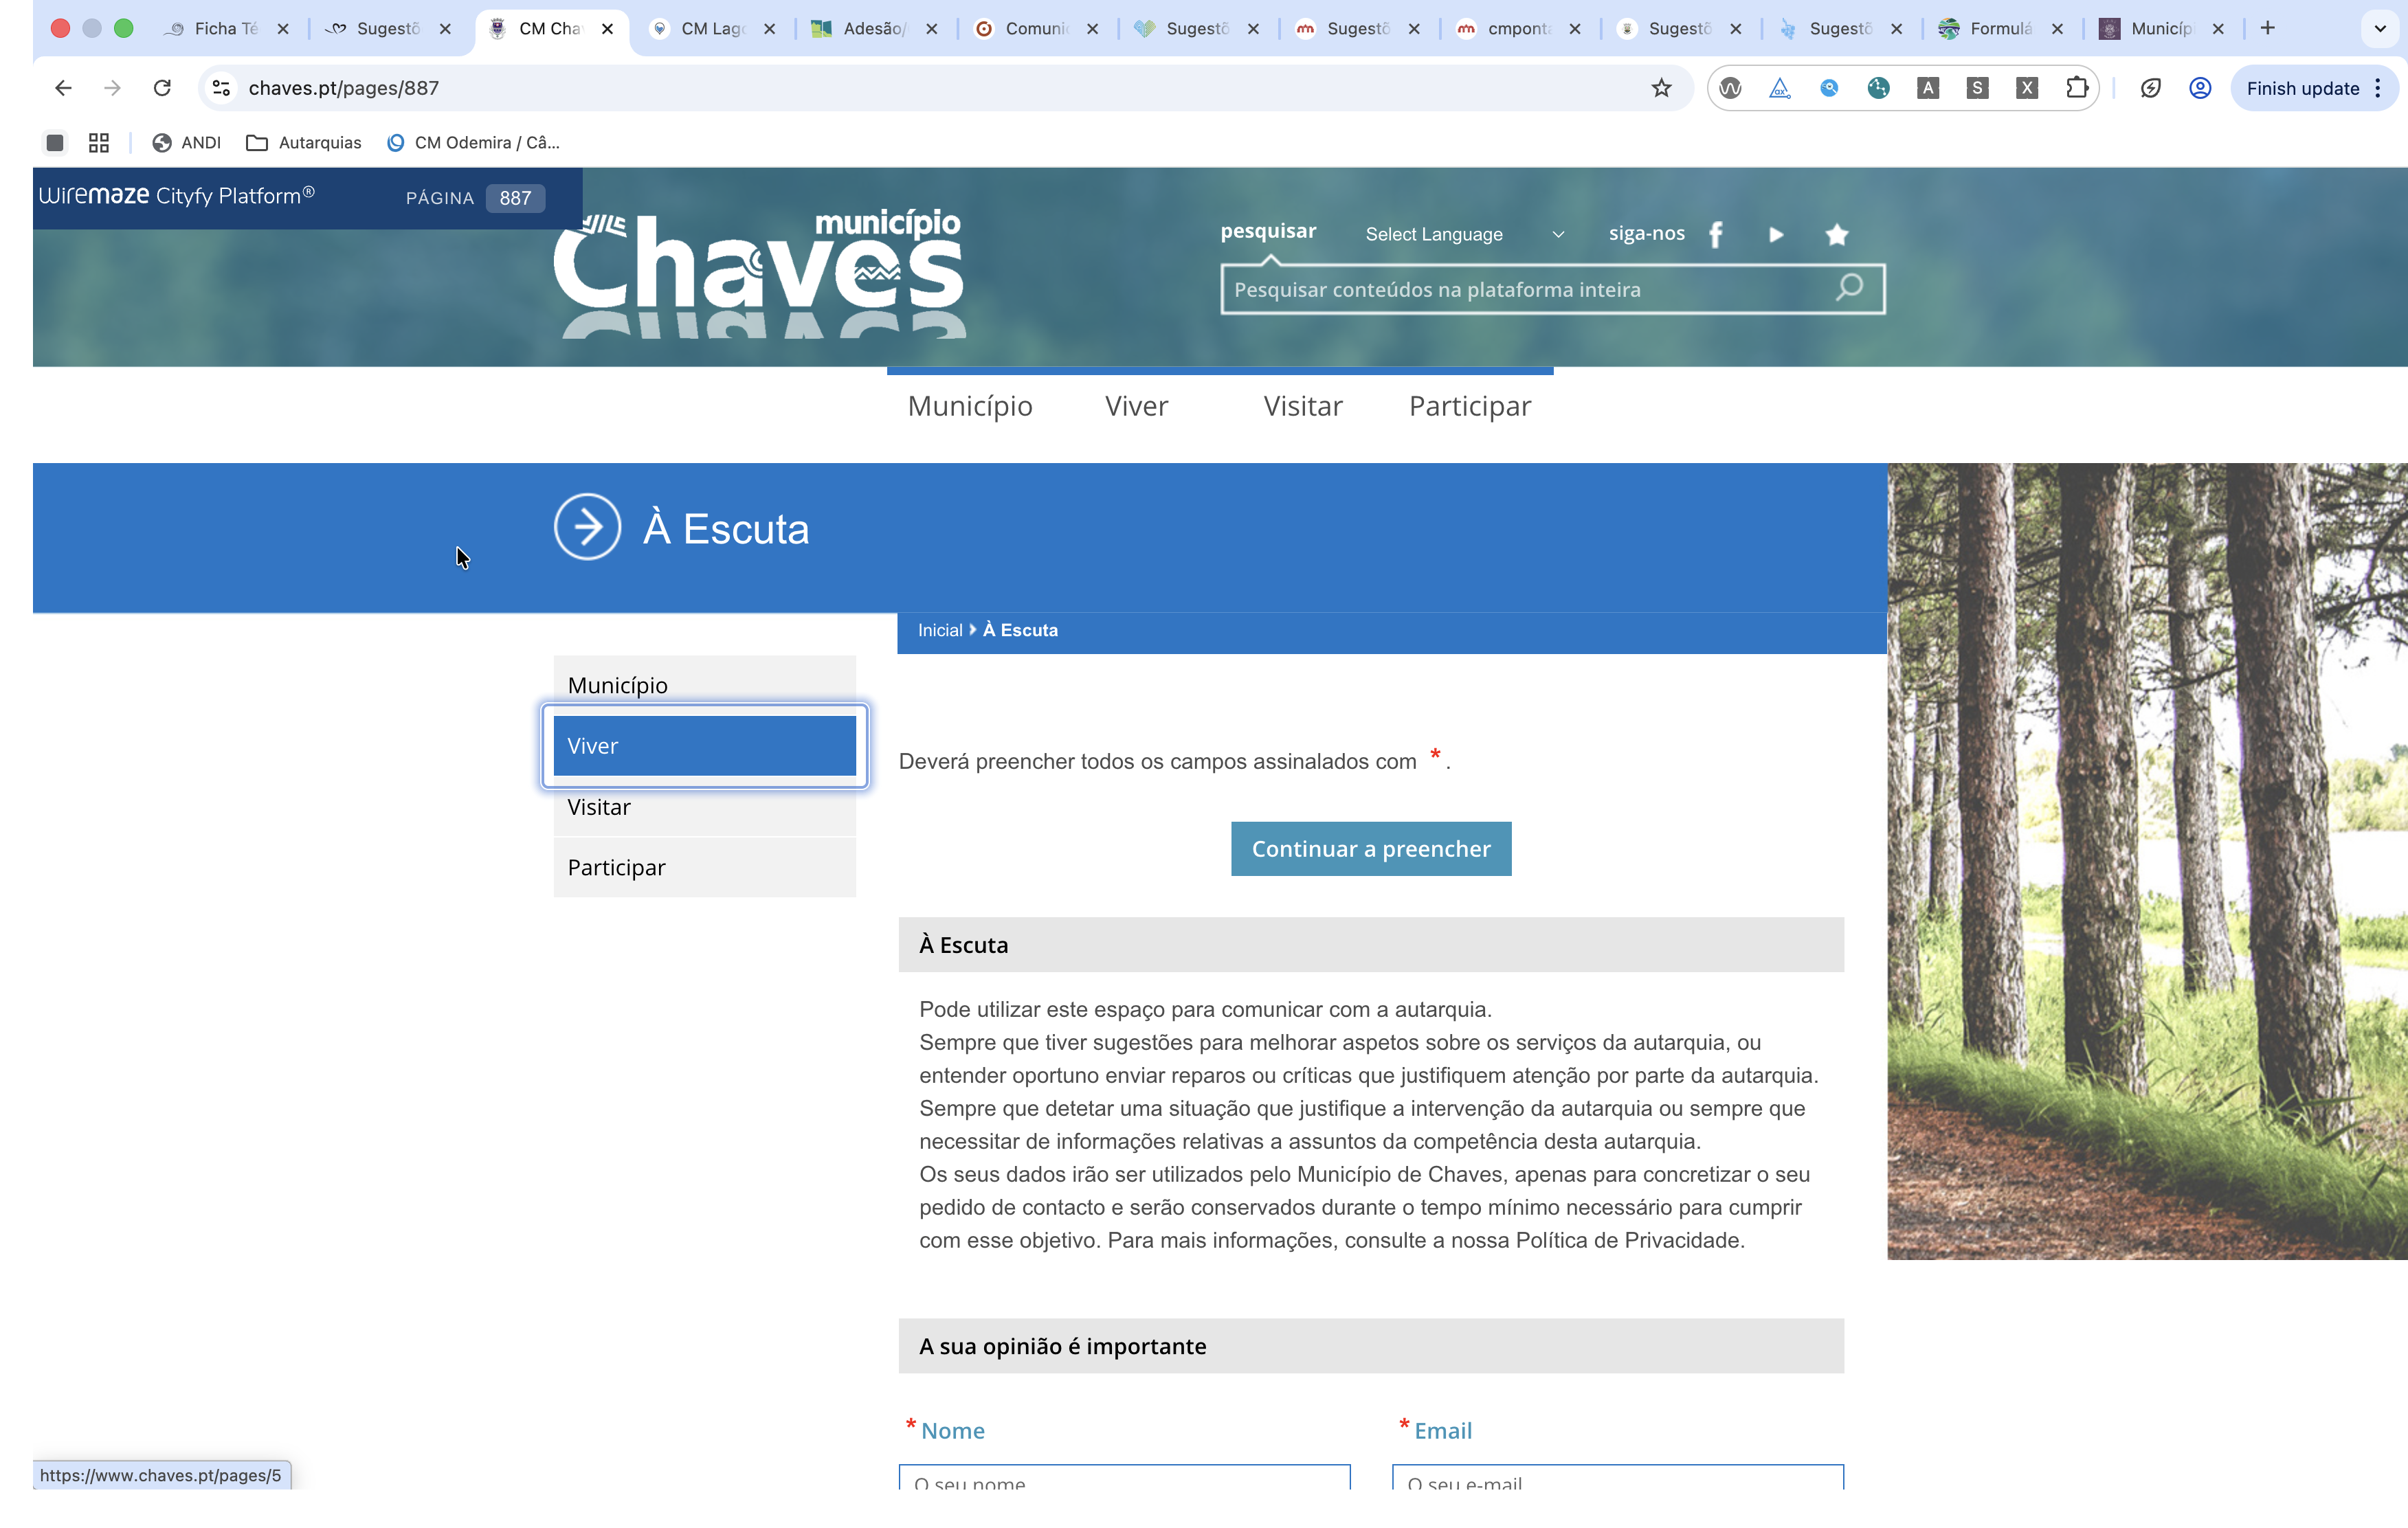 Ficha Té
Sugestõ
CM Cha
CM Lag
Adesão/
Comuni
Sugestõ
Sugestõ
cmpont
Sugestõ
Sugestõ
Formulá
Municíp
chaves.pt/pages/887
Finish update
ANDI
Autarquias
CM Odemira / Câ...
wiremaze Cityfy Platform®
PÁGINA 887
município
Chaves
pesquisar
Select Language
siga-nos
Pesquisar conteúdos na plataforma inteira
Município Viver Visitar Participar
À Escuta
Inicial À Escuta
Município
Viver
Visitar
Participar
Deverá preencher todos os campos assinalados com * .
Continuar a preencher
À Escuta
Pode utilizar este espaço para comunicar com a autarquia.
Sempre que tiver sugestões para melhorar aspetos sobre os serviços da autarquia, ou
entender oportuno enviar reparos ou críticas que justifiquem atenção por parte da autarquia.
Sempre que detetar uma situação que justifique a intervenção da autarquia ou sempre que
necessitar de informações relativas a assuntos da competência desta autarquia.
Os seus dados irão ser utilizados pelo Município de Chaves, apenas para concretizar o seu
pedido de contacto e serão conservados durante o tempo mínimo necessário para cumprir
com esse objetivo. Para mais informações, consulte a nossa Política de Privacidade.
A sua opinião é importante
* Nome
* Email
O seu nome
O seu e-mail
https://www.chaves.pt/pages/5